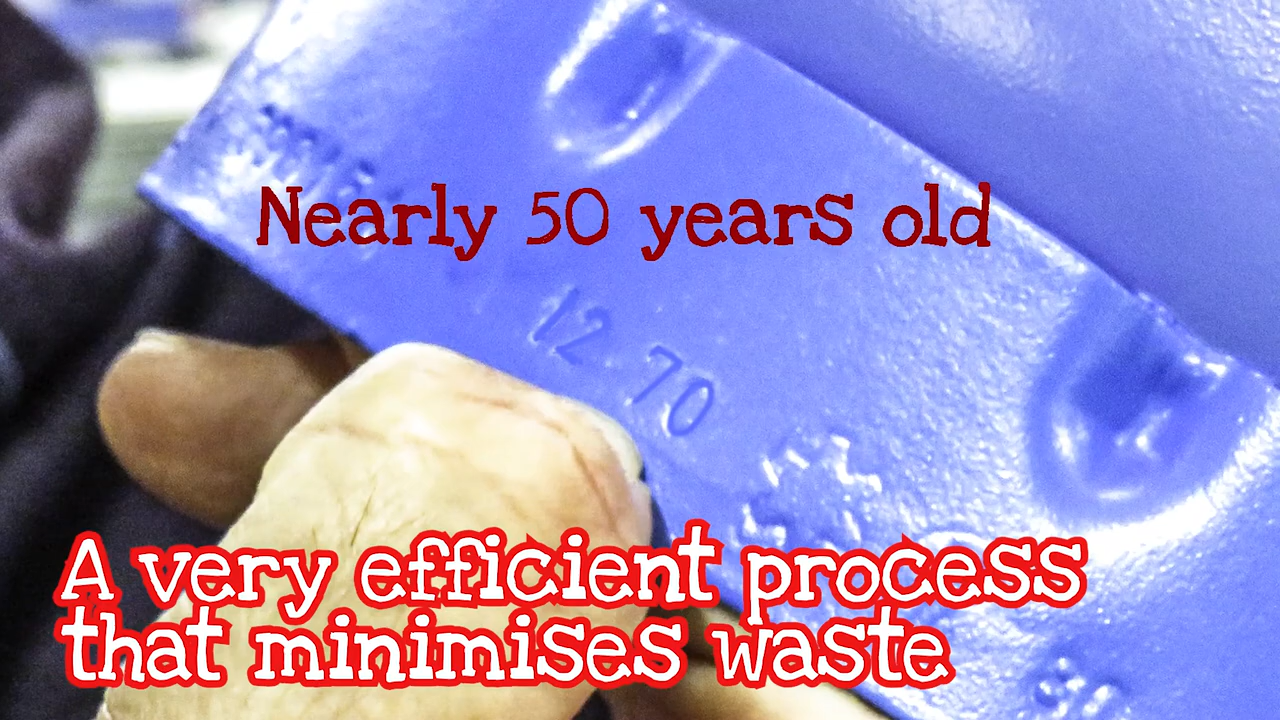 Nearly 50 years old
12 70
A very efficient process
that minimises waste